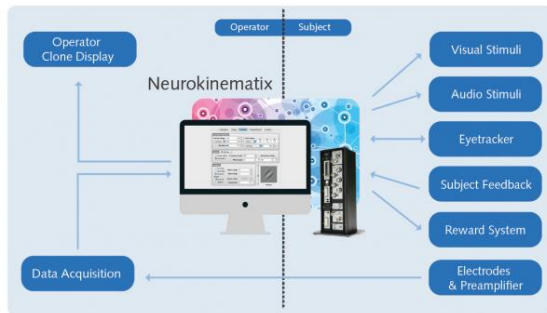 Operator
Subject
Operator
Clone Display
Neurokinematix
Visual Stimuli
Audio Stimuli
Eyetracker
Subject Feedback
Reward System
Data Acquisition
Electrodes
& Preamplifier